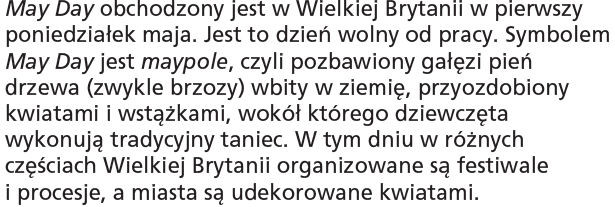 May Day obchodzony jest w Wielkiej Brytanii w pierwszy
poniedziałek maja. Jest to dzień wolny od pracy. Symbolem
May Day jest maypole, czyli pozbawiony gałęzi pień
drzewa (zwykle brzozy) wbity w ziemię, przyozdobiony
kwiatami i wstążkami, wokół którego dziewczęta
wykonują tradycyjny taniec. W tym dniu w różnych
częściach Wielkiej Brytanii organizowane są festiwale
i procesje, a miasta są udekorowane kwiatami.